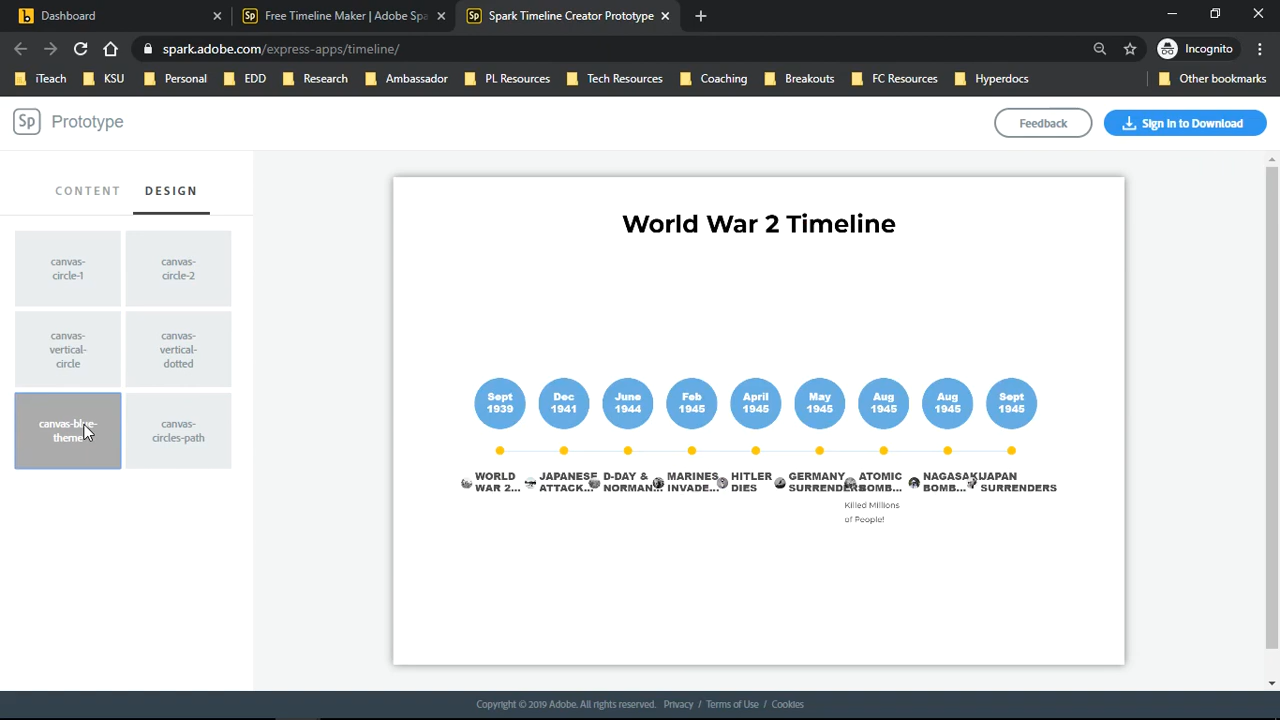 Dashboard
Free Timeline Maker | Adobe Spa
Spark Timeline Creator Prototype
spark.adobe.com/express-apps/timeline/
Incognito
iTeach KSU Personal EDD Research Ambassador PL Resources Tech Resources Coaching Breakouts FC Resources Hyperdocs Other bookmarks
Sp Prototype
Feedback
Sign in to Download
CONTENT DESIGN
canvas-
circle-1
canvas-
circle-2
canvas-
vertical-
circle
canvas-
vertical-
dotted
canvas-blue-
theme
canvas-
circles-path
World War 2 Timeline
Sept
1939
Dec
1941
June
1944
Feb
1945
April
1945
May
1945
Aug
1945
Aug
1945
Sept
1945
WORLD
WAR 2...
JAPANESE
ATTACK...
D-DAY &
NORMAN...
MARINES
INVADE...
HITLER
DIES
GERMANY
SURRENDERS
ATOMIC
BOMB...
Killed Millions
of People!
NAGASAKI
BOMB...
JAPAN
SURRENDERS
Copyright © 2019 Adobe. All rights reserved. Privacy / Terms of Use / Cookies